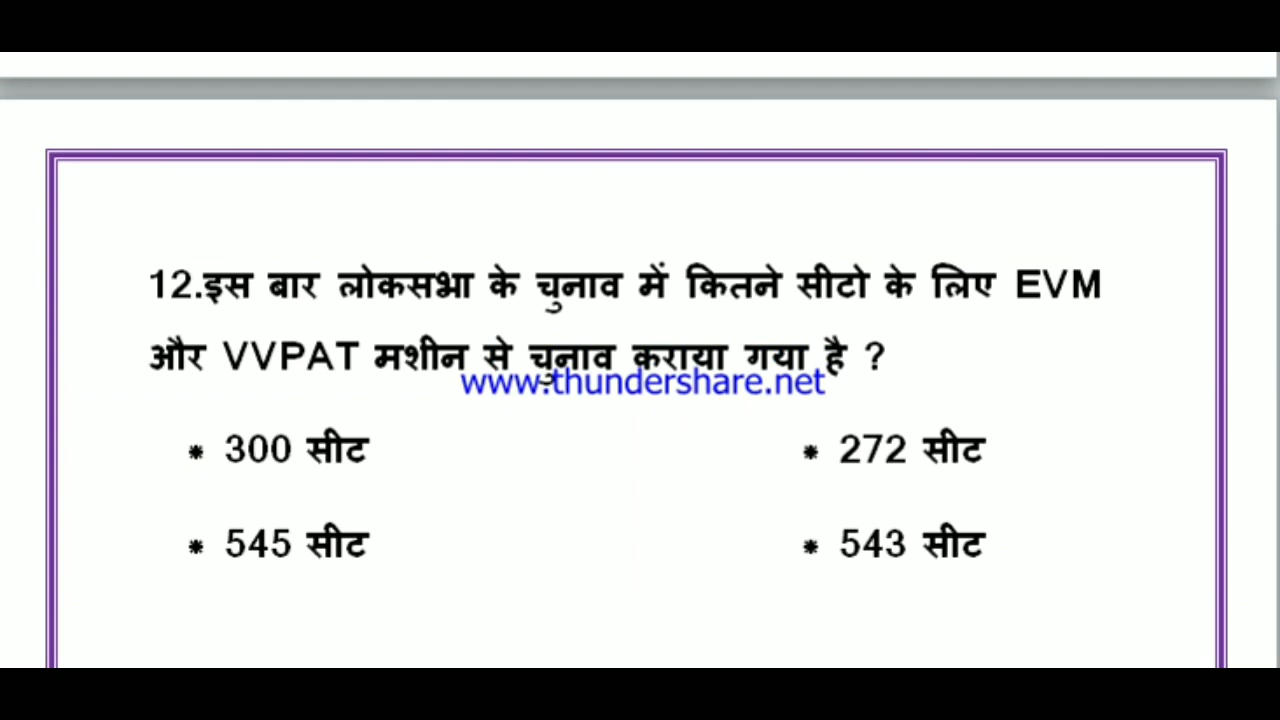 12.इस बार लोकसभा के चुनाव में कितने सीटो के लिए EVM
और VVPAT मशीन से चुनाव कराया गया है ?
www.thundershare.net
* 300 सीट * 272 सीट
* 545 सीट * 543 सीट